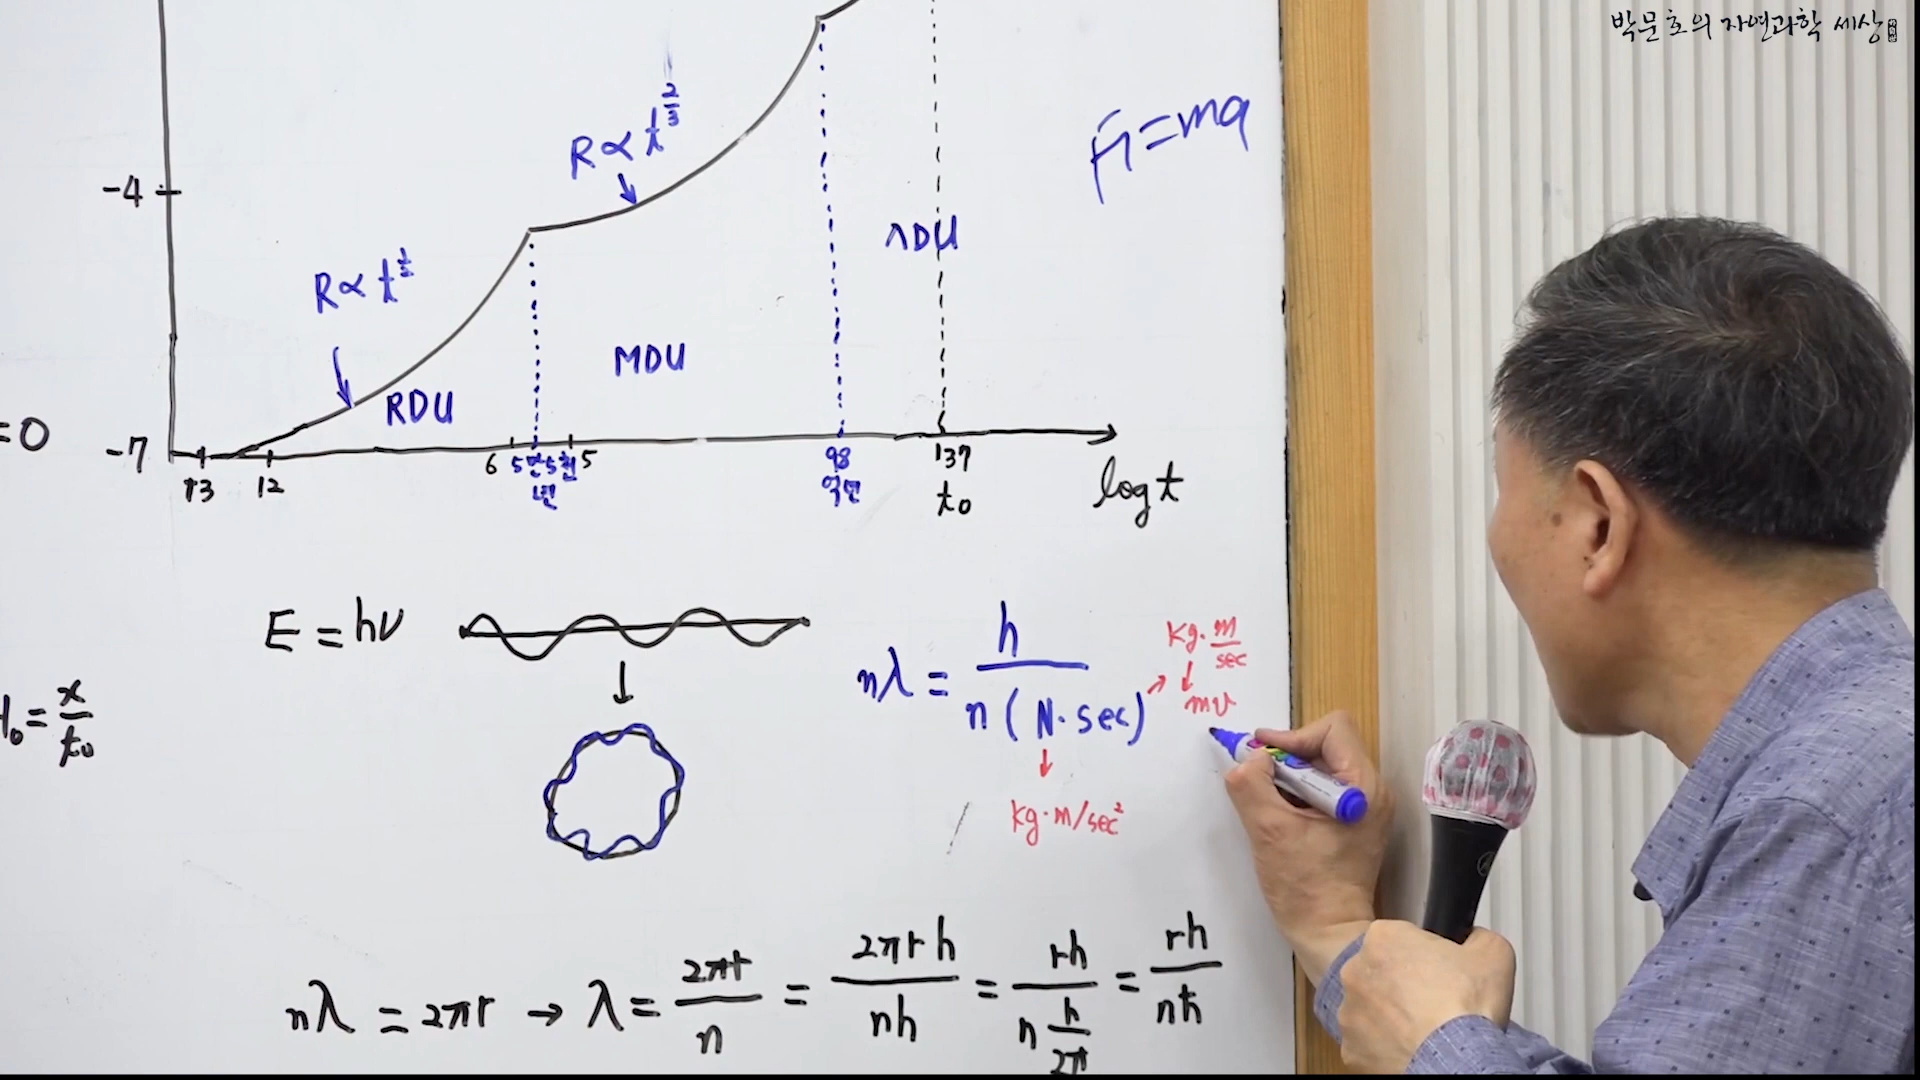 박문호의 자연과학 세상
R∝t^{2/3}
F=ma
-4
ΛDU
R∝t^{1/2}
MDU
RDU
=0
-7
13 12 6 5만5천년 5 98억년 137 t₀ log t
E=hν
nλ = h / n(N·sec)
→ kg·m/sec
↓
mv
↓
kg·m/sec²
H₀ = x/t₀
nλ = 2πr → λ = 2πr/n = 2πrh/nh = rh/(n h/2π) = rh/nħ